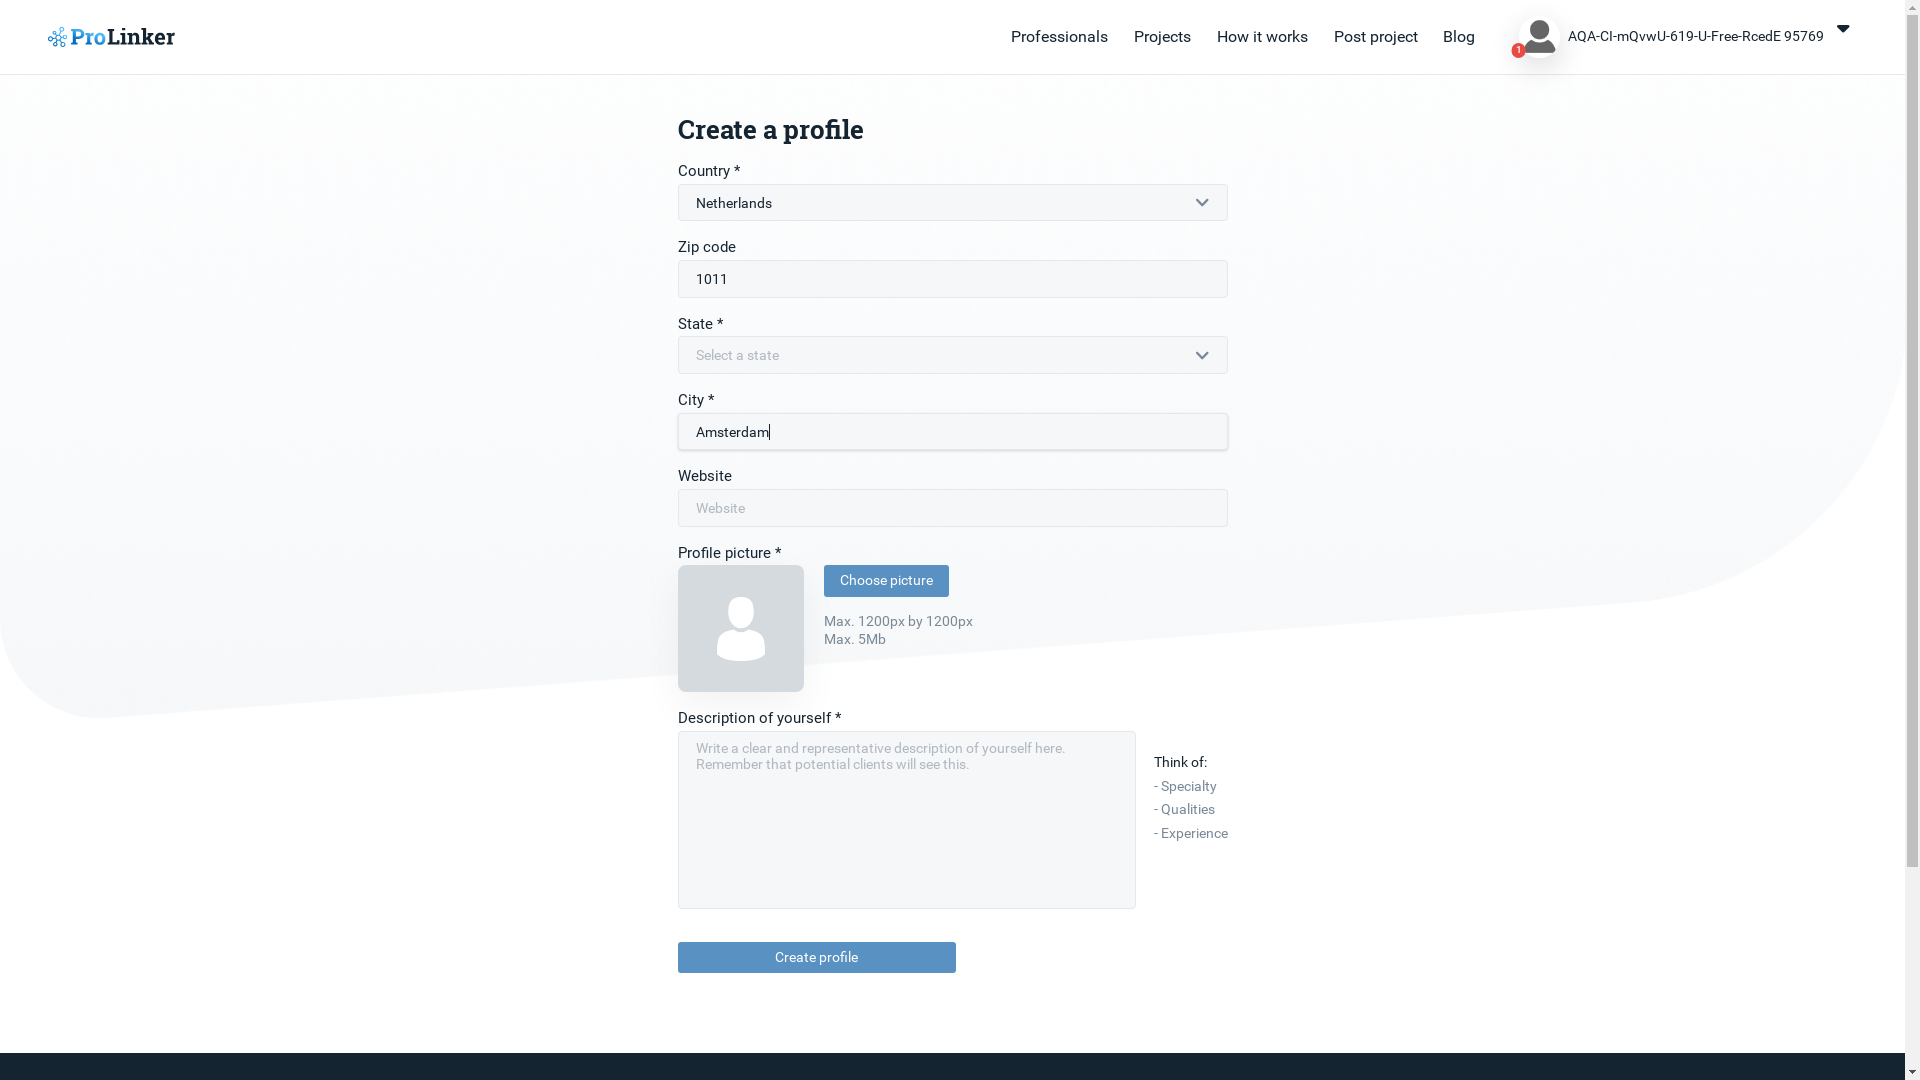 ProLinker
Professionals
Projects
How it works
Post project
Blog
1
AQA-CI-mQvwU-619-U-Free-RcedE 95769
Create a profile
Country *
Netherlands
Zip code
1011
State *
Select a state
City *
Amsterdam
Website
Website
Profile picture *
Choose picture
Max. 1200px by 1200px
Max. 5Mb
Description of yourself *
Write a clear and representative description of yourself here.
Remember that potential clients will see this.
Think of:
- Specialty
- Qualities
- Experience
Create profile